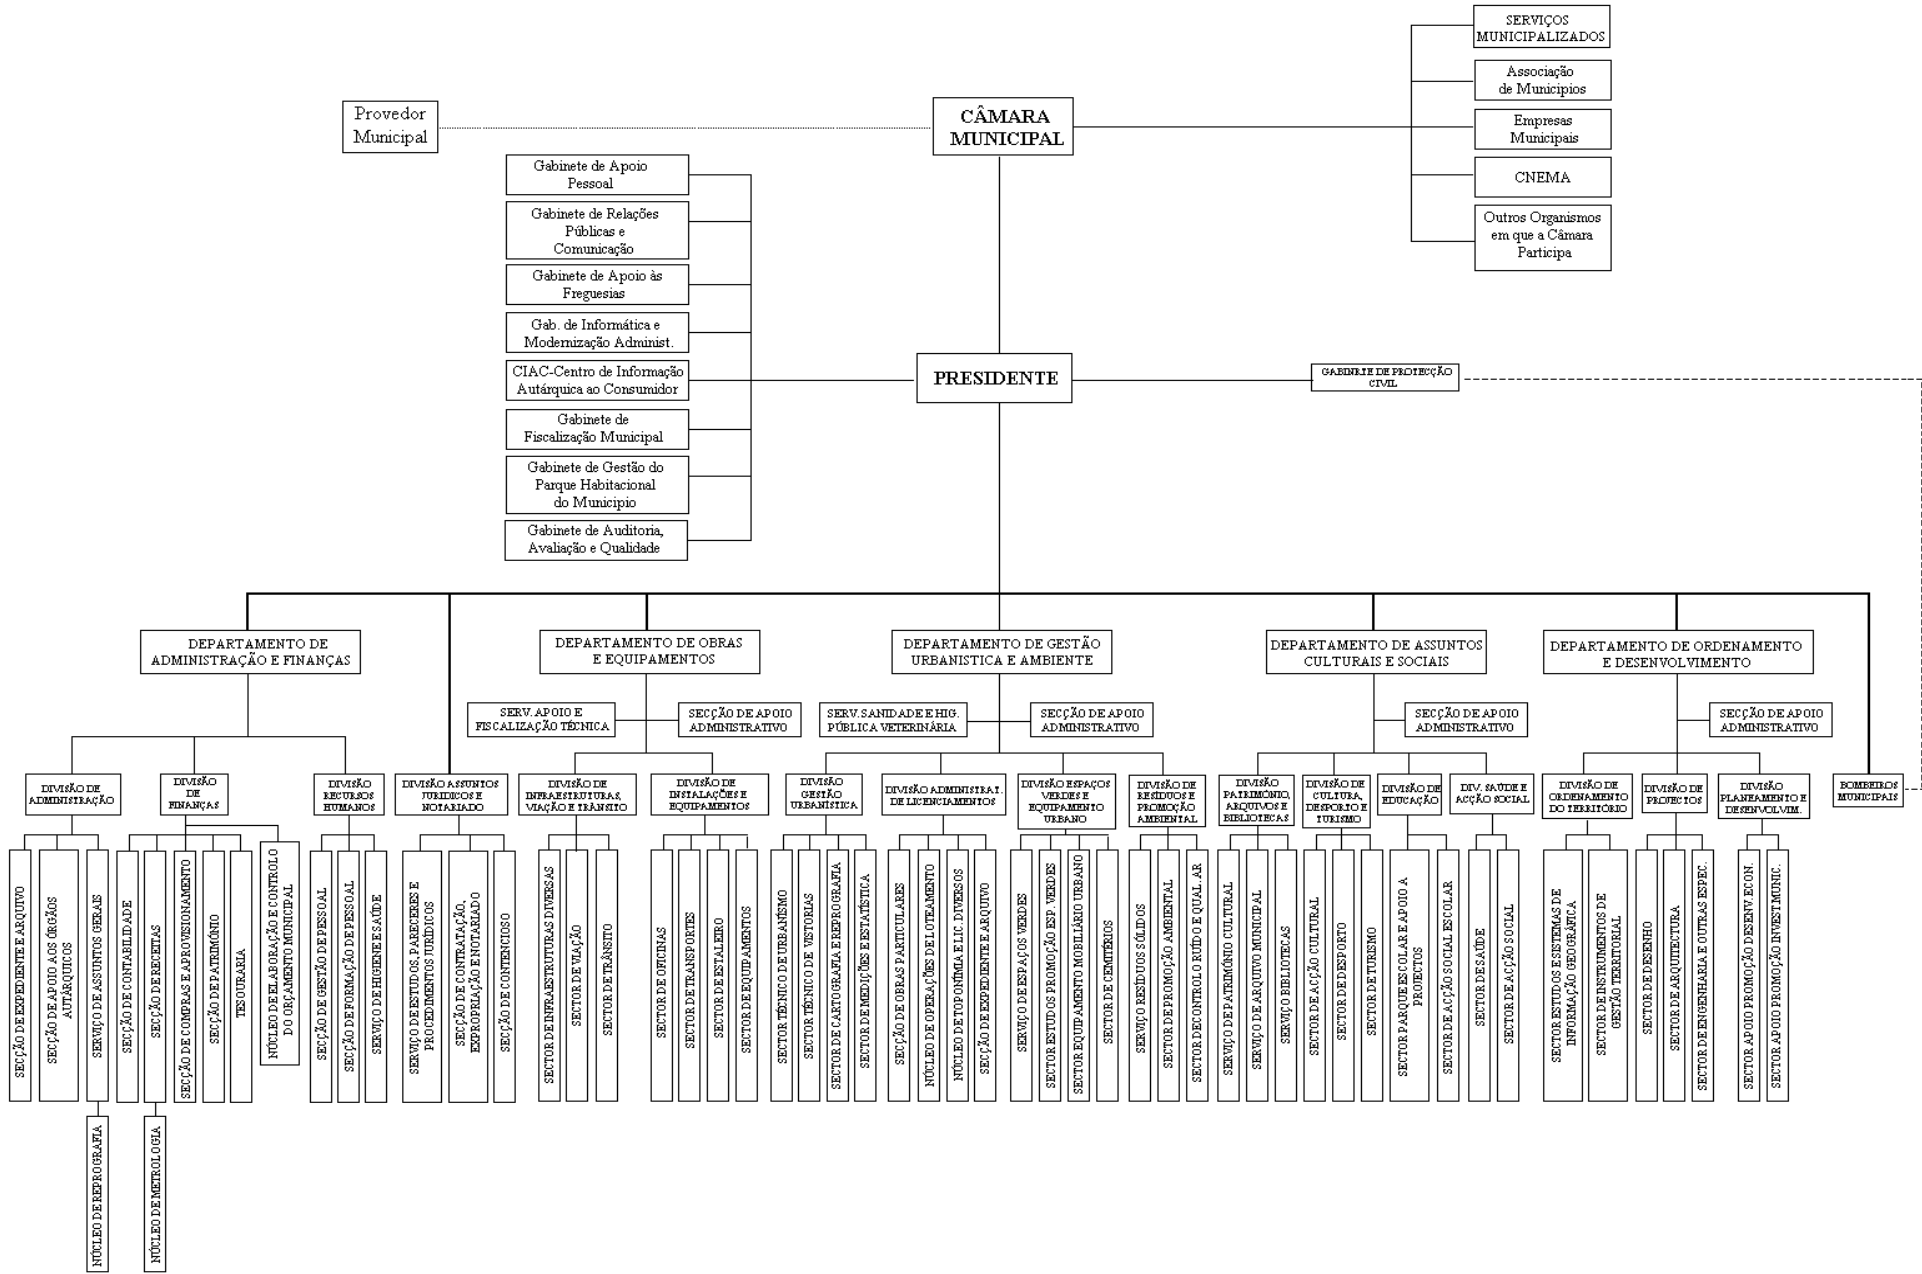 SERVIÇOS
MUNICIPALIZADOS
Associação
de Municipios
Provedor
Municipal
CÂMARA
MUNICIPAL
Empresas
Municipais
CNEMA
Outros Organismos
em que a Câmara
Participa
Gabinete de Apoio
Pessoal
Gabinete de Relações
Públicas e
Comunicação
Gabinete de Apoio às
Freguesias
Gab. de Informática e
Modernização Administ.
CIAC-Centro de Informação
Autárquica ao Consumidor
Gabinete de
Fiscalização Municipal
Gabinete de Gestão do
Parque Habitacional
do Municipio
Gabinete de Auditoria,
Avaliação e Qualidade
PRESIDENTE
GABINETE DE PROTECÇÃO
CIVIL
DEPARTAMENTO DE
ADMINISTRAÇÃO E FINANÇAS
DEPARTAMENTO DE OBRAS
E EQUIPAMENTOS
DEPARTAMENTO DE GESTÃO
URBANISTICA E AMBIENTE
DEPARTAMENTO DE ASSUNTOS
CULTURAIS E SOCIAIS
DEPARTAMENTO DE ORDENAMENTO
E DESENVOLVIMENTO
SERV. APOIO E
FISCALIZAÇÃO TÉCNICA
SECÇÃO DE APOIO
ADMINISTRATIVO
SERV. SANIDADE E HIG.
PÚBLICA VETERINÁRIA
SECÇÃO DE APOIO
ADMINISTRATIVO
SECÇÃO DE APOIO
ADMINISTRATIVO
SECÇÃO DE APOIO
ADMINISTRATIVO
DIVISÃO DE
ADMINISTRAÇÃO
DIVISÃO
DE
FINANÇAS
DIVISÃO
RECURSOS
HUMANOS
DIVISÃO ASSUNTOS
JURIDICOS E
NOTARIADO
DIVISÃO DE
INFRAESTRUTURAS,
VIAÇÃO E TRÂNSITO
DIVISÃO DE
INSTALAÇÕES E
EQUIPAMENTOS
DIVISÃO
GESTÃO
URBANÍSTICA
DIVISÃO ADMINISTRAT.
DE LICENCIAMENTOS
DIVISÃO ESPAÇOS
VERDES E
EQUIPAMENTO
URBANO
DIVISÃO DE
RESÍDUOS E
PROMOÇÃO
AMBIENTAL
DIVISÃO
PATRIMÓNIO,
ARQUIVOS E
BIBLIOTECAS
DIVISÃO DE
CULTURA,
DESPORTO E
TURISMO
DIVISÃO DE
EDUCAÇÃO
DIV. SAÚDE E
ACÇÃO SOCIAL
DIVISÃO DE
ORDENAMENTO
DO TERRITÓRIO
DIVISÃO DE
PROJECTOS
DIVISÃO
PLANEAMENTO E
DESENVOLVIM.
BOMBEIROS
MUNICIPAIS
SECÇÃO DE EXPEDIENTE E ARQUIVO
SECÇÃO DE APOIO AOS ÓRGÃOS
AUTÁRQUICOS
SERVIÇO DE ASSUNTOS GERAIS
SECÇÃO DE CONTABILIDADE
SECÇÃO DE RECEITAS
SECÇÃO DE COMPRAS E APROVISIONAMENTO
SECÇÃO DE PATRIMÓNIO
TESOURARIA
NÚCLEO DE ELABORAÇÃO E CONTROLO
DO ORÇAMENTO MUNICIPAL
SECÇÃO DE GESTÃO DE PESSOAL
SECÇÃO DE FORMAÇÃO DE PESSOAL
SERVIÇO DE HIGIENE E SAÚDE
SERVIÇO DE ESTUDOS, PARECERES E
PROCEDIMENTOS JURÍDICOS
SECÇÃO DE CONTRATAÇÃO,
EXPROPRIAÇÃO E NOTARIADO
SECÇÃO DE CONTENCIOSO
SECTOR DE INFRAESTRUTURAS DIVERSAS
SECTOR DE VIAÇÃO
SECTOR DE TRÂNSITO
SECTOR DE OFICINAS
SECTOR DE TRANSPORTES
SECTOR DE ESTALEIRO
SECTOR DE EQUIPAMENTOS
SECTOR TÉCNICO DE URBANÍSMO
SECTOR TÉCNICO DE VISTORIAS
SECTOR DE CARTOGRAFIA E REPROGRAFIA
SECTOR DE MEDIÇÕES E ESTATÍSTICA
SECÇÃO DE OBRAS PARTICULARES
NÚCLEO DE OPERAÇÕES DE LOTEAMENTO
NÚCLEO DE TOPONÍMIA E LIC. DIVERSOS
SECÇÃO DE EXPEDIENTE E ARQUIVO
SERVIÇO DE ESPAÇOS VERDES
SECTOR ESTUDOS PROMOÇÃO ESP. VERDES
SECTOR EQUIPAMENTO MOBILIÁRIO URBANO
SECTOR DE CEMITÉRIOS
SERVIÇO RESÍDUOS SÓLIDOS
SECTOR DE PROMOÇÃO AMBIENTAL
SECTOR DE CONTROLO RUÍDO E QUAL. AR
SERVIÇO DE PATRIMÓNIO CULTURAL
SERVIÇO DE ARQUIVO MUNICIPAL
SERVIÇO BIBLIOTECAS
SECTOR DE ACÇÃO CULTURAL
SECTOR DE DESPORTO
SECTOR DE TURISMO
SECTOR PARQUE ESCOLAR E APOIO A
PROJECTOS
SECTOR DE ACÇÃO SOCIAL ESCOLAR
SECTOR DE SAÚDE
SECTOR DE ACÇÃO SOCIAL
SECTOR ESTUDOS E SISTEMAS DE
INFORMAÇÃO GEOGRÁFICA
SECTOR DE INSTRUMENTOS DE
GESTÃO TERRITORIAL
SECTOR DE DESENHO
SECTOR DE ARQUITECTURA
SECTOR DE ENGENHARIA E OUTRAS ESPEC.
SECTOR APOIO PROMOÇÃO DESENV. ECON.
SECTOR APOIO PROMOÇÃO INVEST. MUNIC.
NÚCLEO DE REPROGRAFIA
NÚCLEO DE METROLOGIA